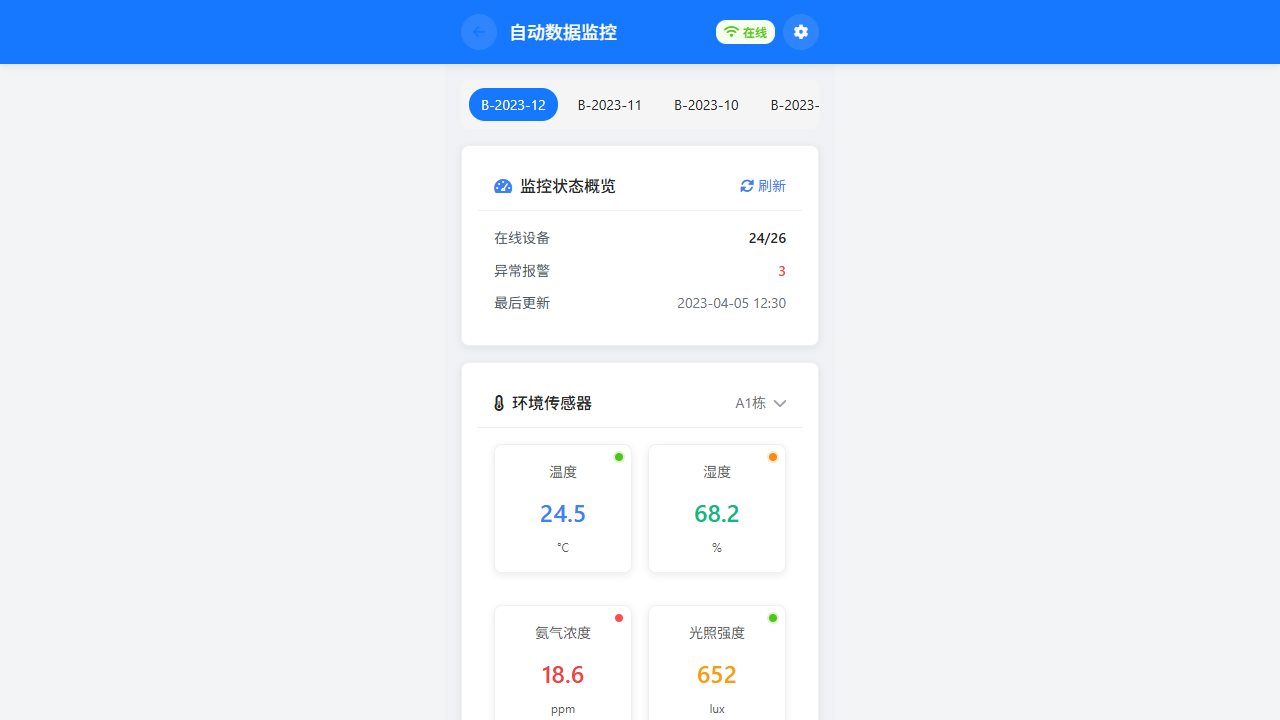 自动数据监控 在线
B-2023-12 B-2023-11 B-2023-10 B-2023-
监控状态概览 刷新
在线设备 24/26
异常报警 3
最后更新 2023-04-05 12:30
环境传感器 A1栋
温度 湿度
24.5 68.2
°C %
氨气浓度 光照强度
18.6 652
ppm lux